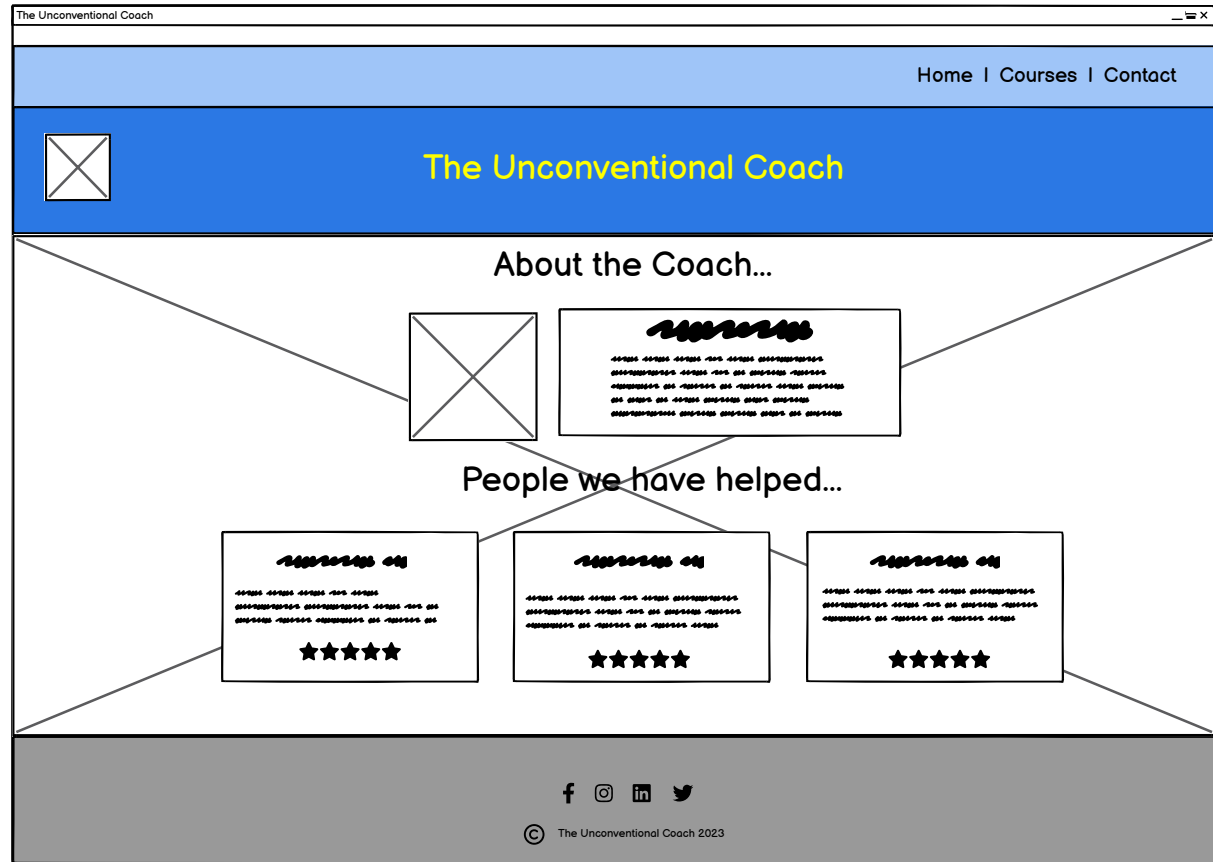 The Unconventional Coach
Home | Courses | Contact
The Unconventional Coach
About the Coach...
People we have helped...
The Unconventional Coach 2023